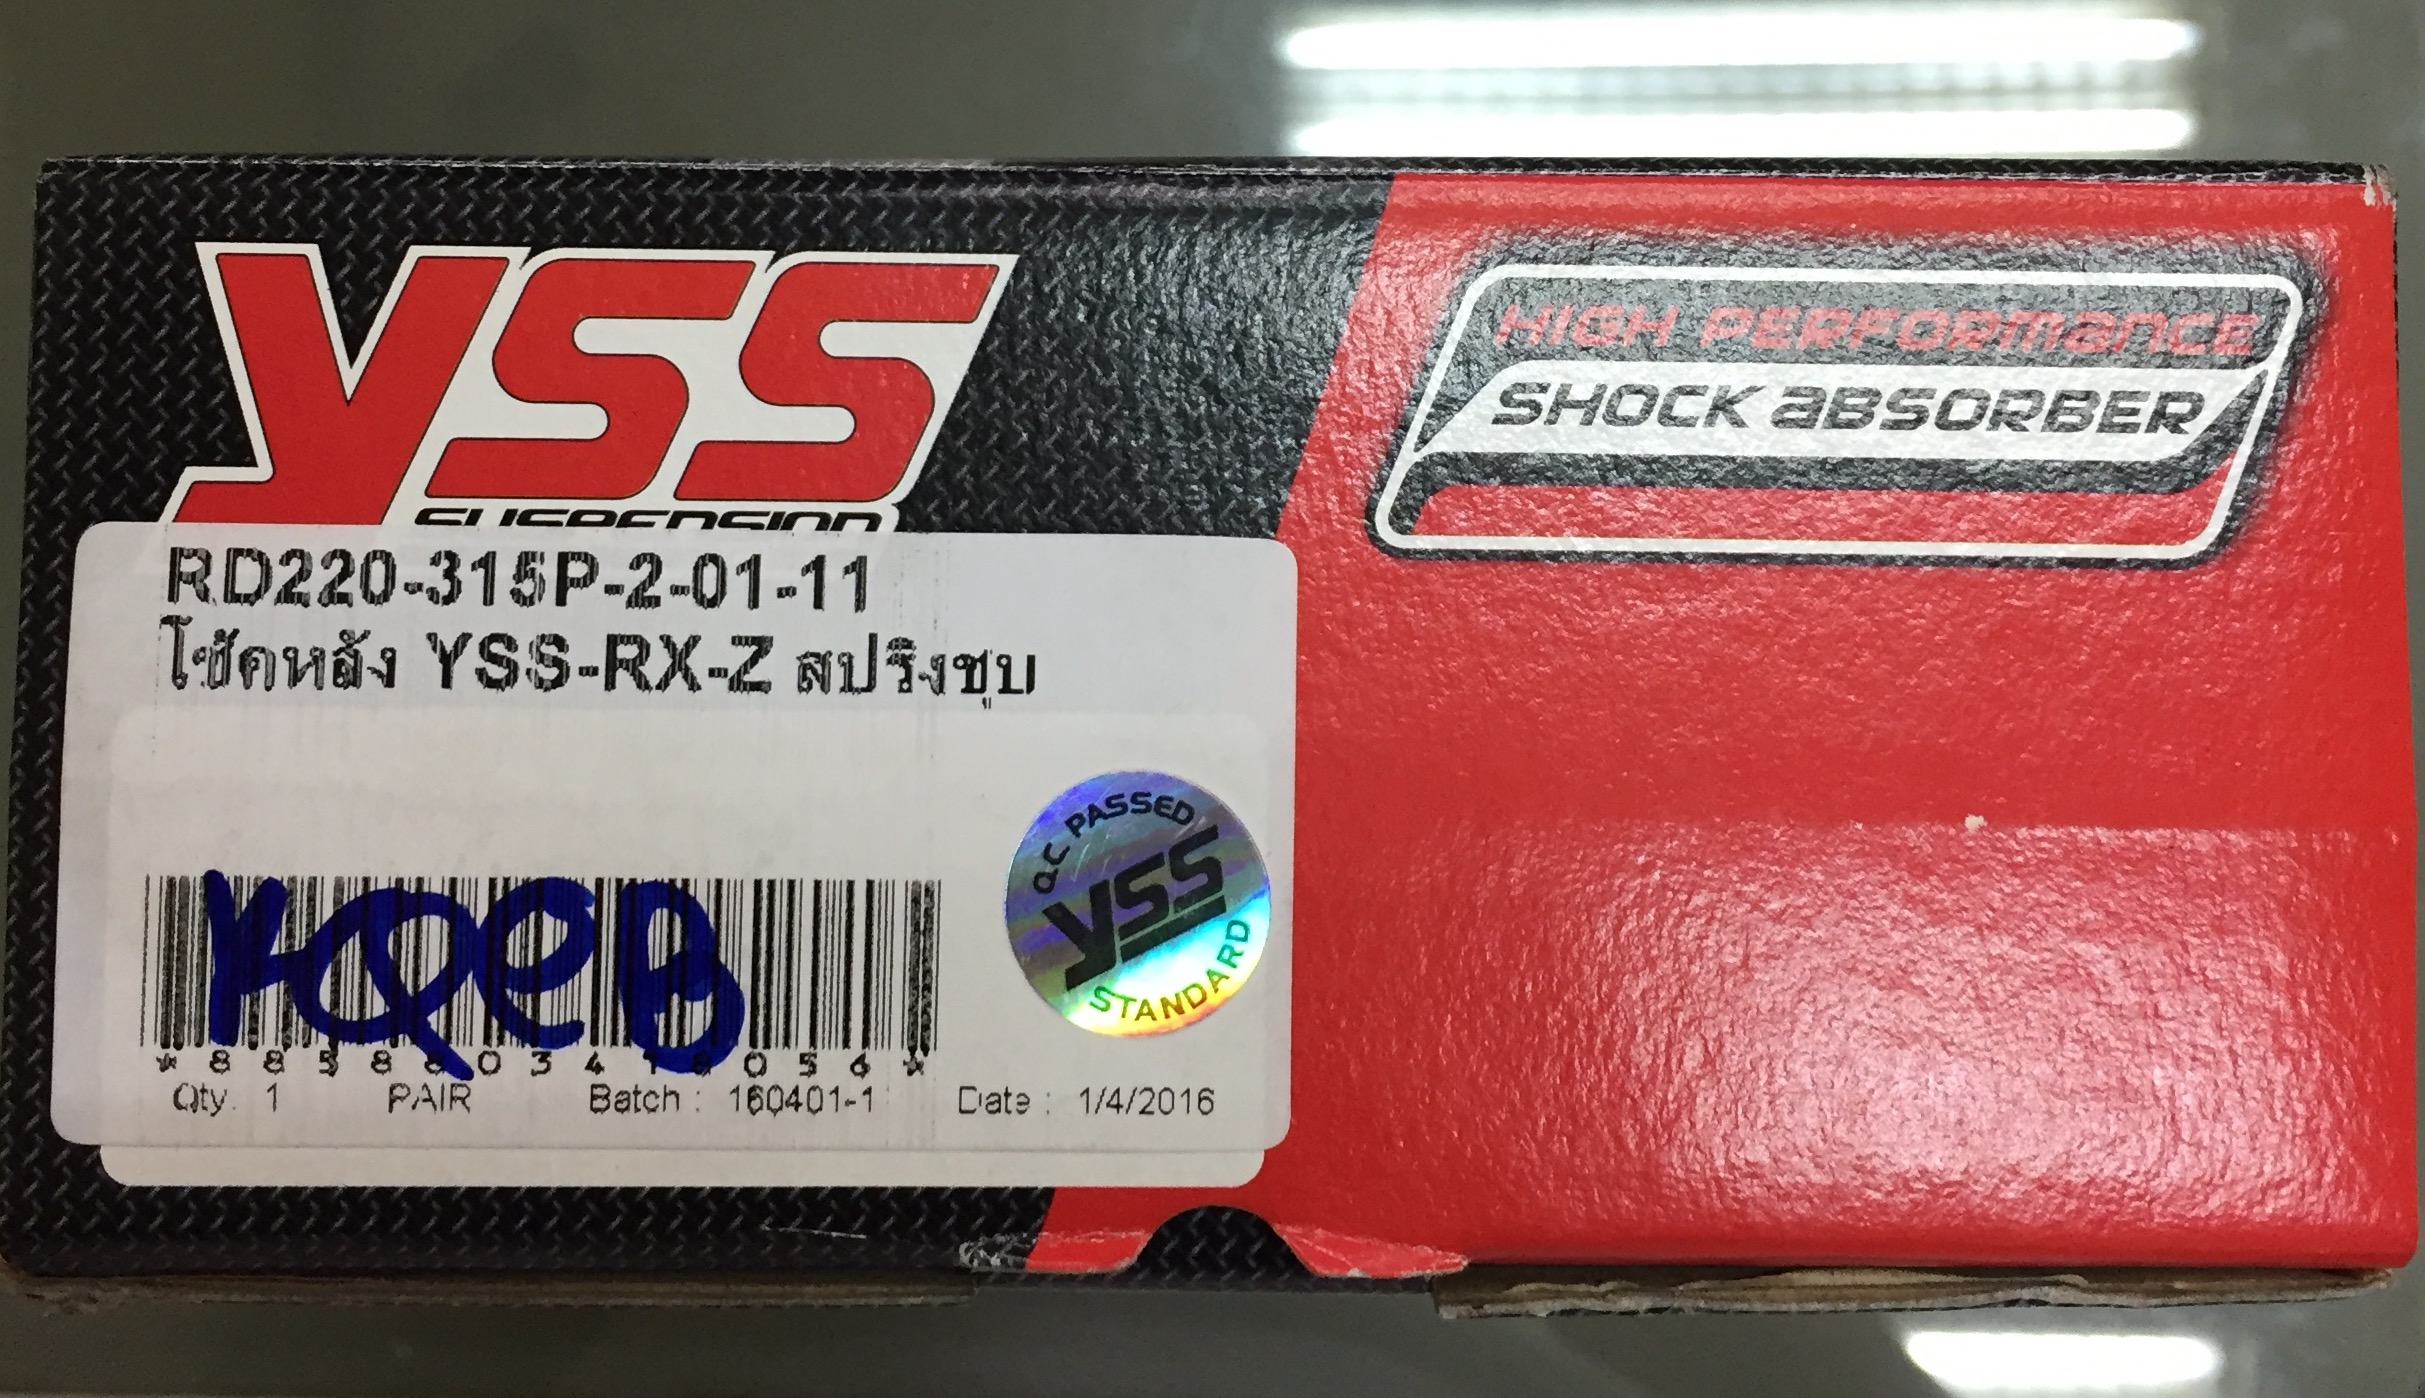 YSS
SUSPENSION
HIGH PERFORMANCE
SHOCK ABSORBER
RD220-315P-2-01-11
โช๊คหลัง YSS-RX-Z สปริงชุบ
Q.C PASSED
YSS
STANDARD
Qty. 1 PAIR Batch : 160401-1 Date : 1/4/2016